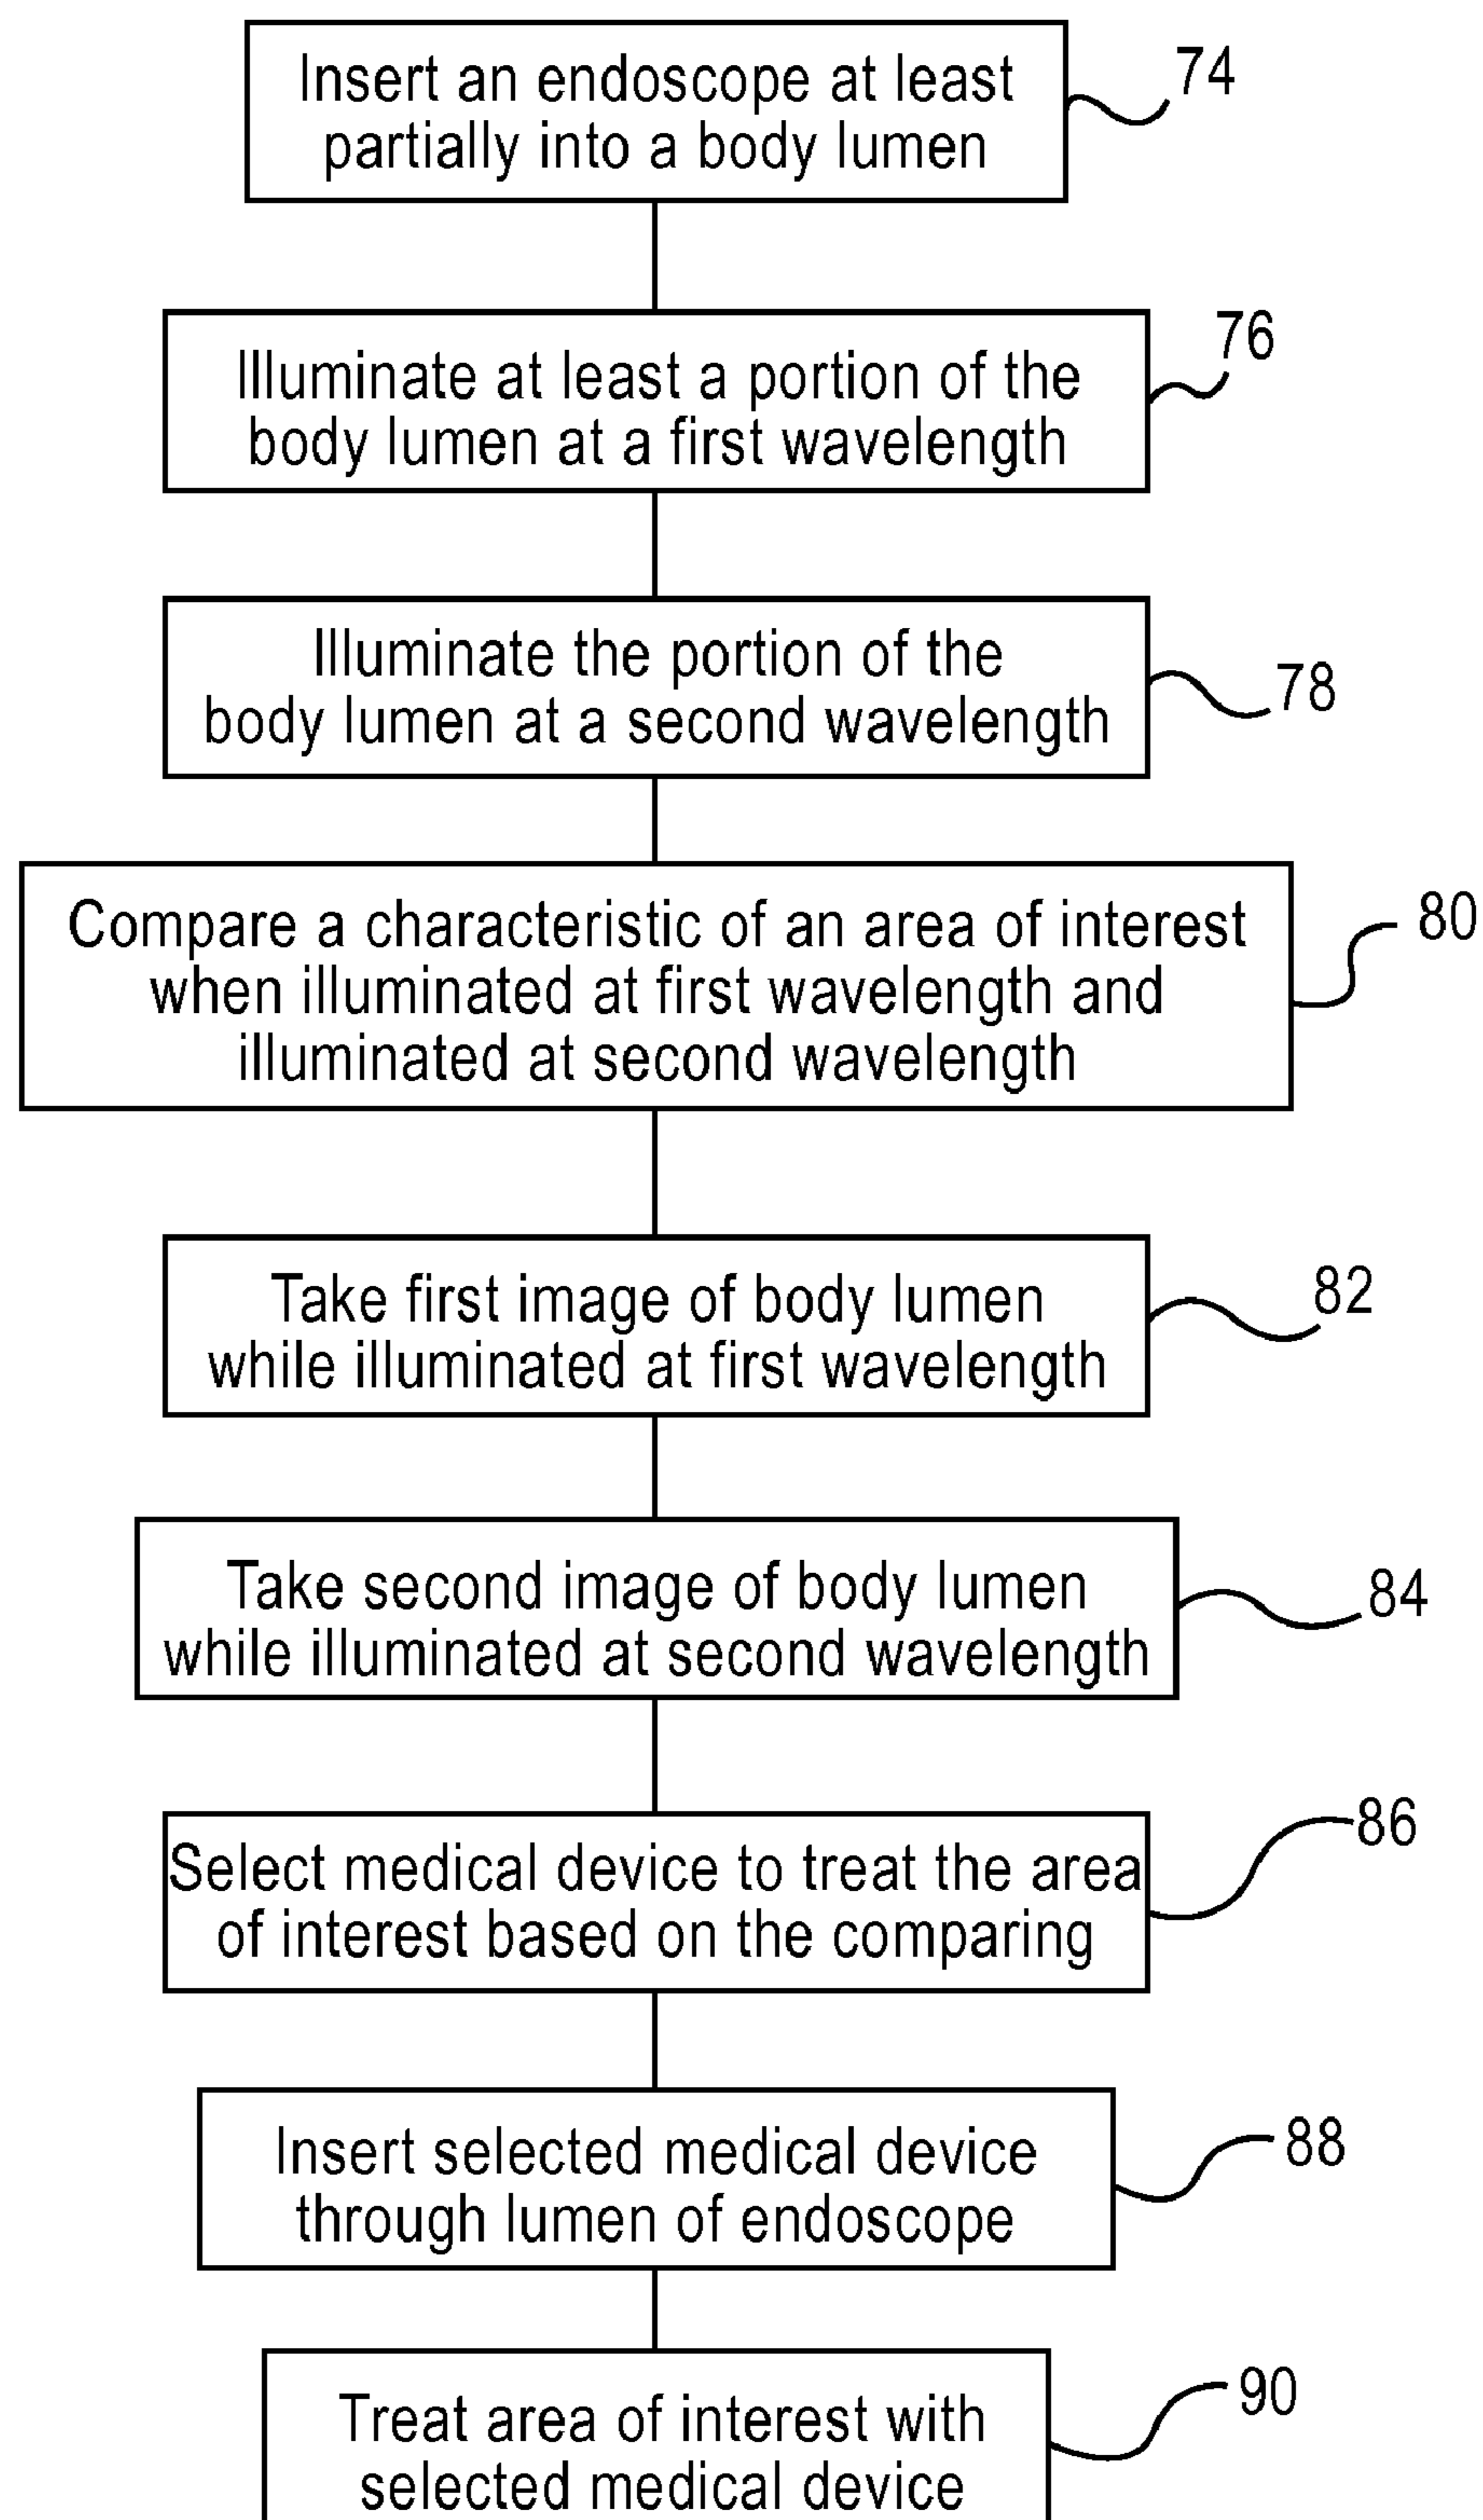 Insert an endoscope at least
partially into a body lumen
74
Illuminate at least a portion of the
body lumen at a first wavelength
76
Illuminate the portion of the
body lumen at a second wavelength
78
Compare a characteristic of an area of interest
when illuminated at first wavelength and
illuminated at second wavelength
80
Take first image of body lumen
while illuminated at first wavelength
82
Take second image of body lumen
while illuminated at second wavelength
84
Select medical device to treat the area
of interest based on the comparing
86
Insert selected medical device
through lumen of endoscope
88
Treat area of interest with
selected medical device
90